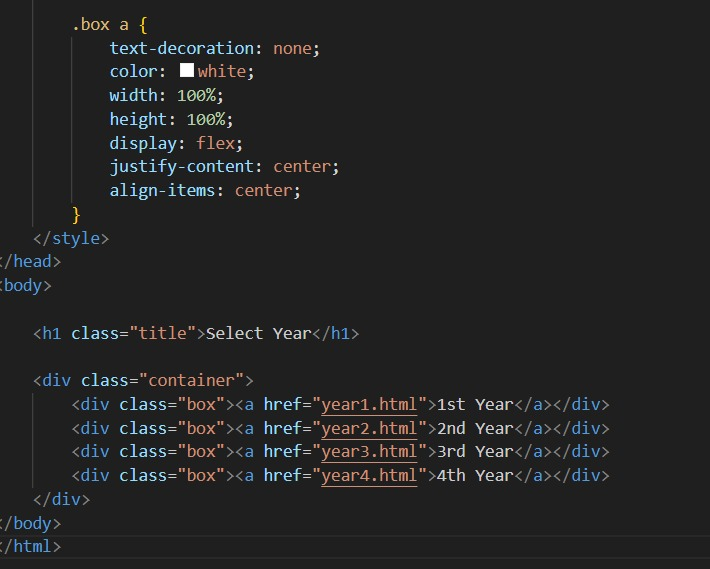 .box a {
text-decoration: none;
color: white;
width: 100%;
height: 100%;
display: flex;
justify-content: center;
align-items: center;
}
</style>
</head>
<body>
<h1 class="title">Select Year</h1>
<div class="container">
<div class="box"><a href="year1.html">1st Year</a></div>
<div class="box"><a href="year2.html">2nd Year</a></div>
<div class="box"><a href="year3.html">3rd Year</a></div>
<div class="box"><a href="year4.html">4th Year</a></div>
</div>
</body>
</html>